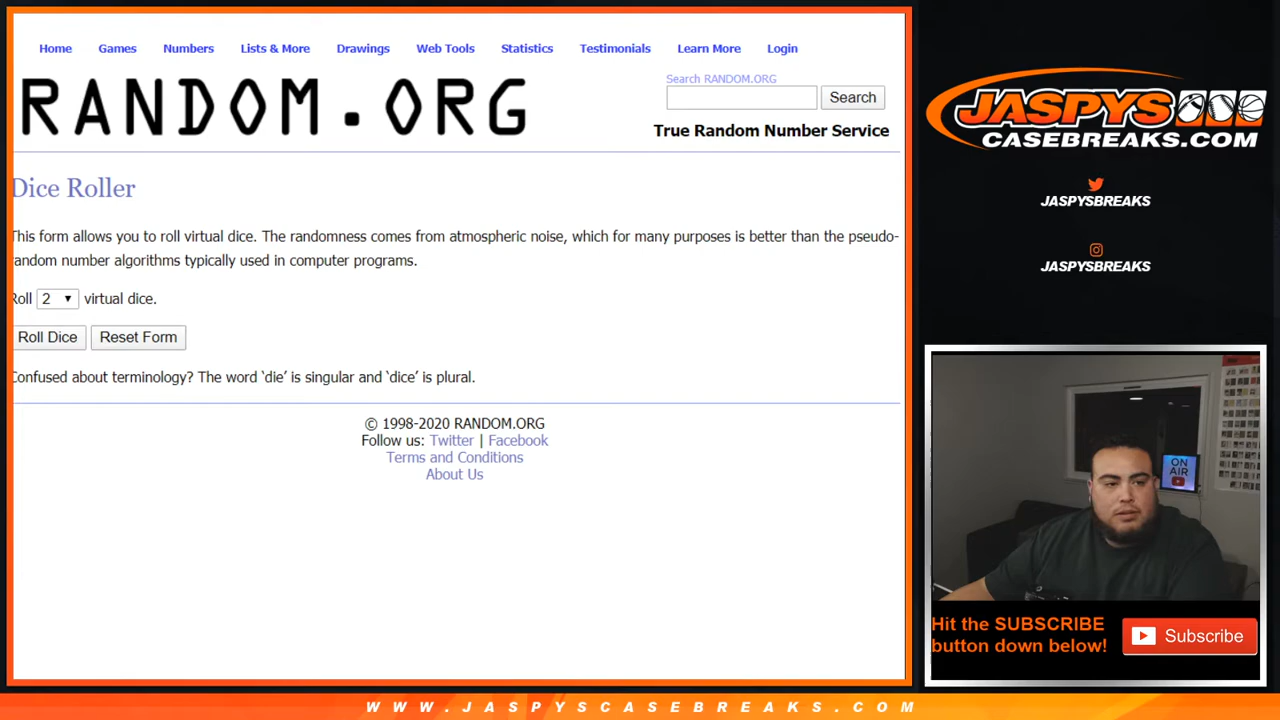 Home Games Numbers Lists & More Drawings Web Tools Statistics Testimonials Learn More Login
RANDOM.ORG
Search RANDOM.ORG
Search
True Random Number Service
Dice Roller
This form allows you to roll virtual dice. The randomness comes from atmospheric noise, which for many purposes is better than the pseudo-
random number algorithms typically used in computer programs.
Roll 2 virtual dice.
Roll Dice Reset Form
Confused about terminology? The word ‘die’ is singular and ‘dice’ is plural.
© 1998-2020 RANDOM.ORG
Follow us: Twitter | Facebook
Terms and Conditions
About Us
JASPYS
CASEBREAKS.COM
JASPYSBREAKS
JASPYSBREAKS
ON
AIR
Hit the SUBSCRIBE
button down below!
Subscribe
WWW.JASPYSCASEBREAKS.COM